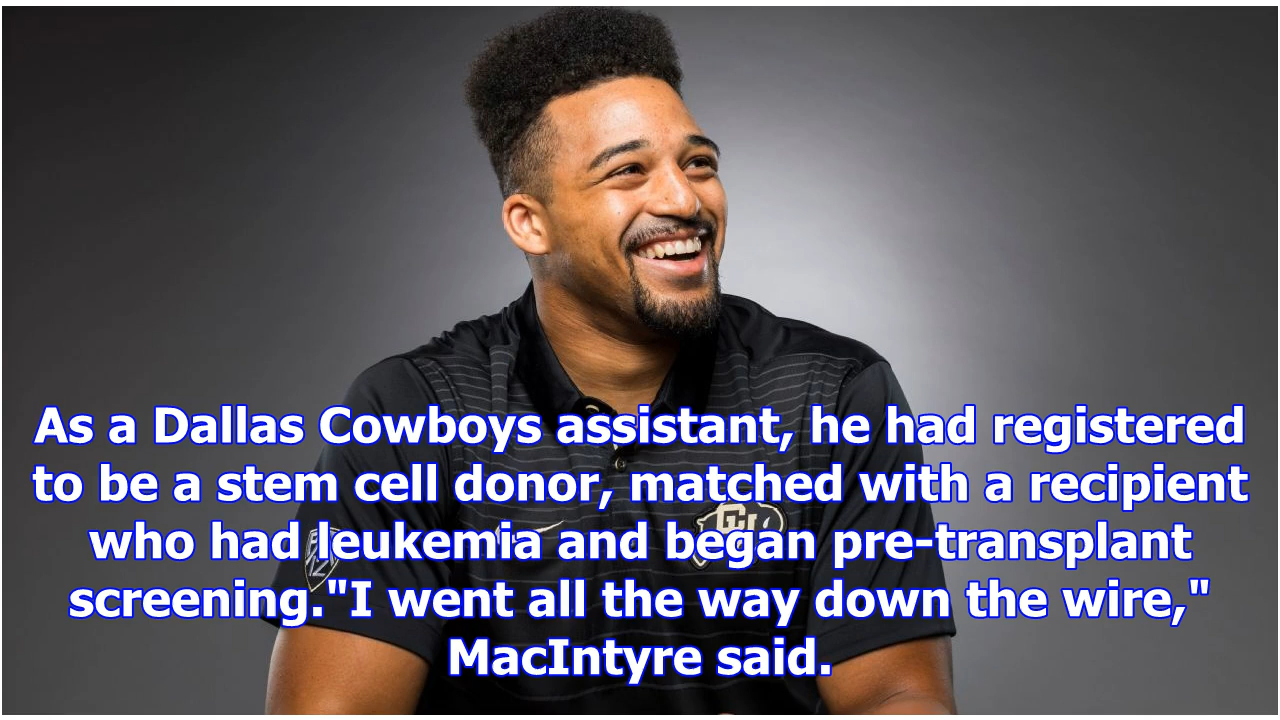 As a Dallas Cowboys assistant, he had registered
to be a stem cell donor, matched with a recipient
who had leukemia and began pre-transplant
screening."I went all the way down the wire,"
MacIntyre said.
CU